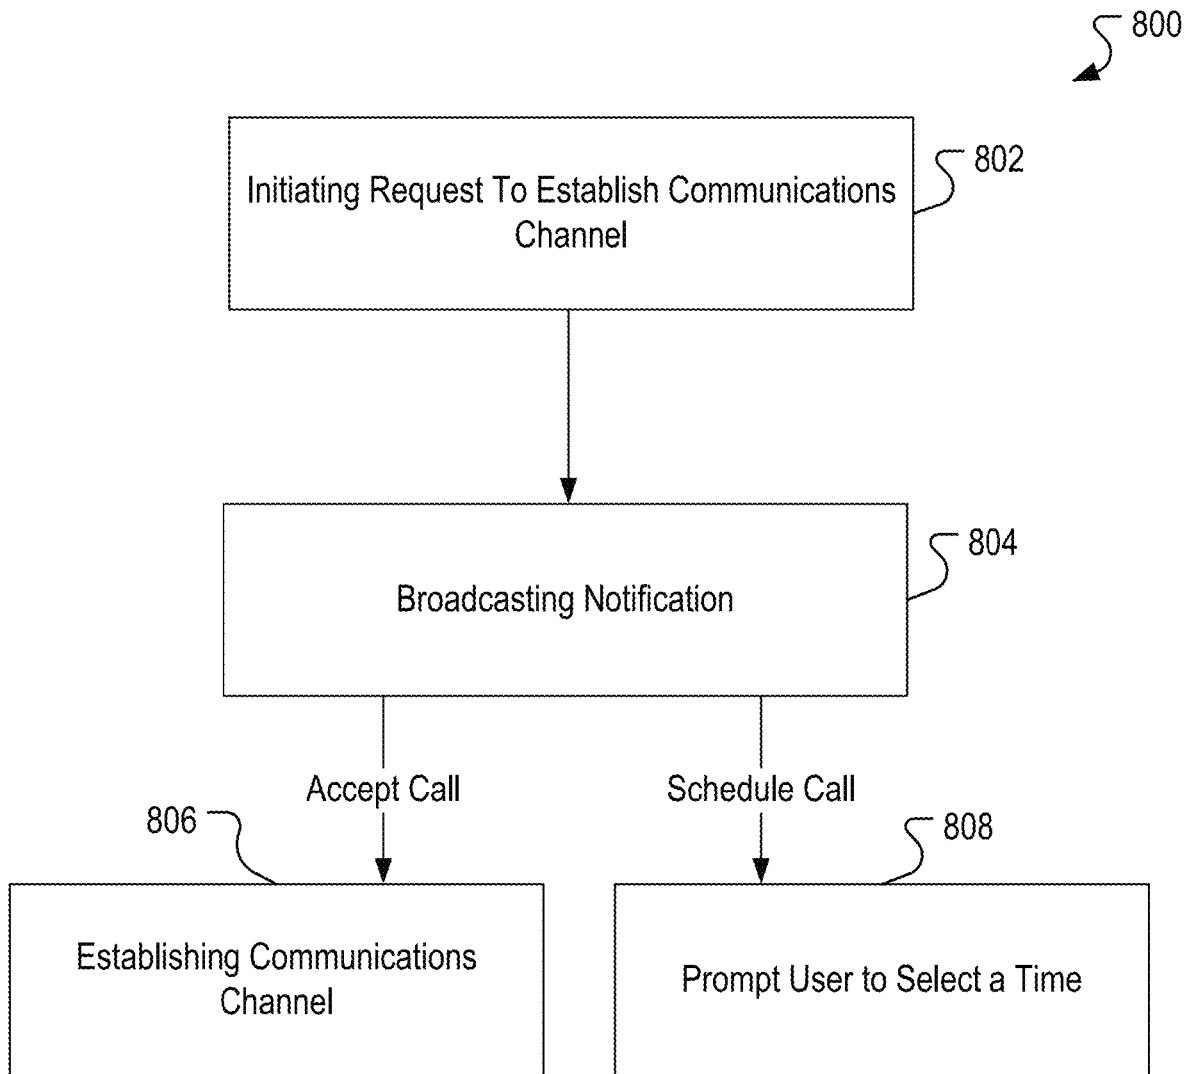 800
Initiating Request To Establish Communications
Channel
802
804
Broadcasting Notification
Accept Call
Schedule Call
806
808
Establishing Communications
Channel
Prompt User to Select a Time